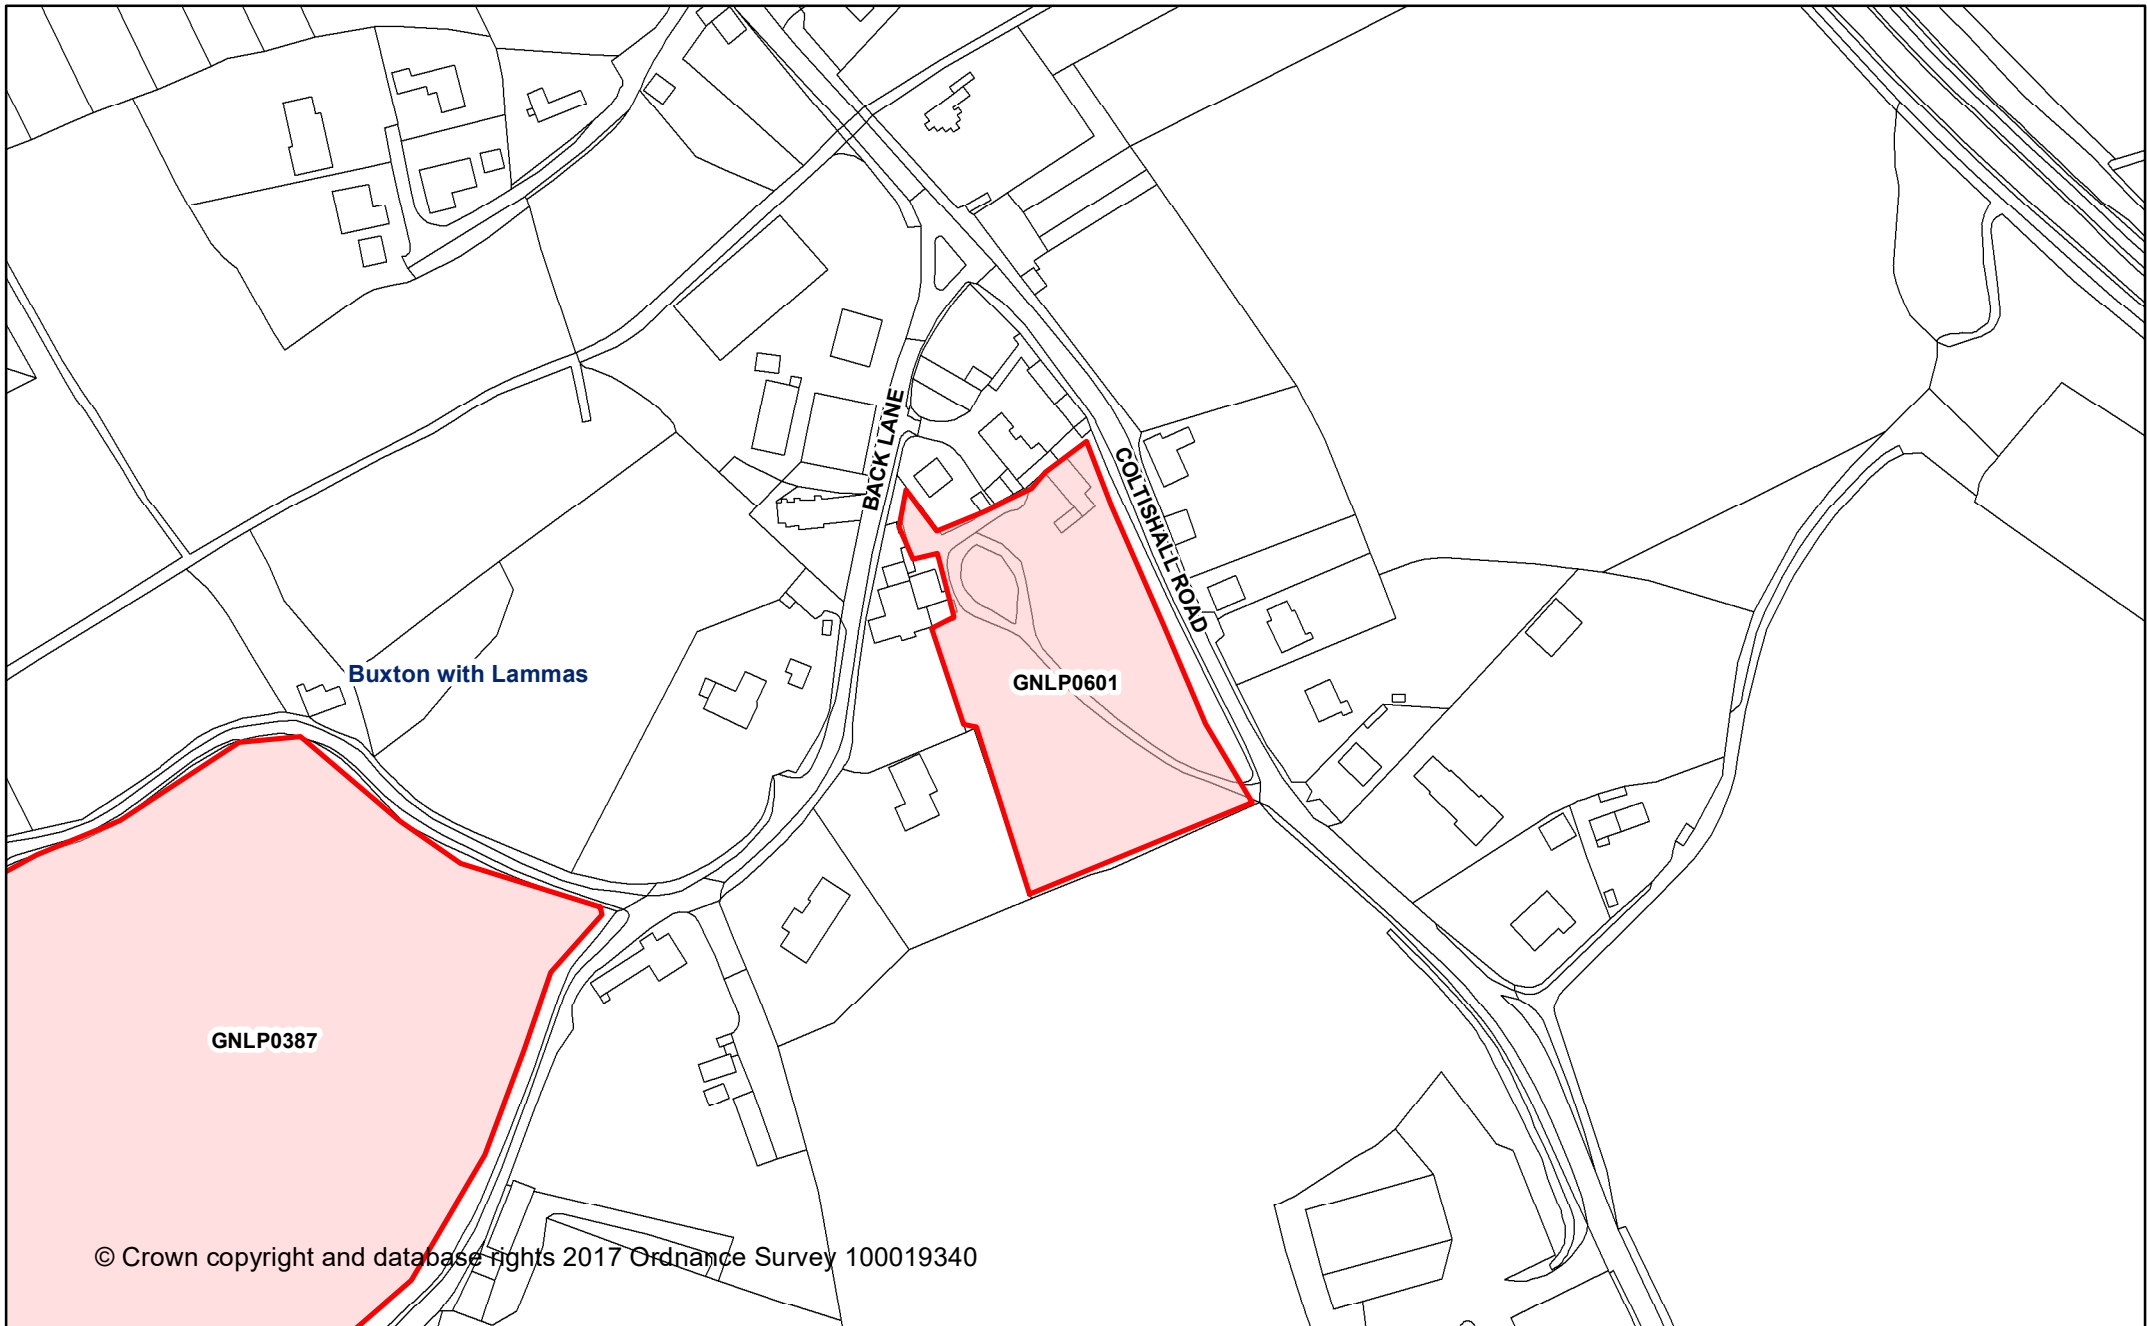 BACK LANE
COLTISHALL ROAD
Buxton with Lammas
GNLP0601
GNLP0387
© Crown copyright and database rights 2017 Ordnance Survey 100019340